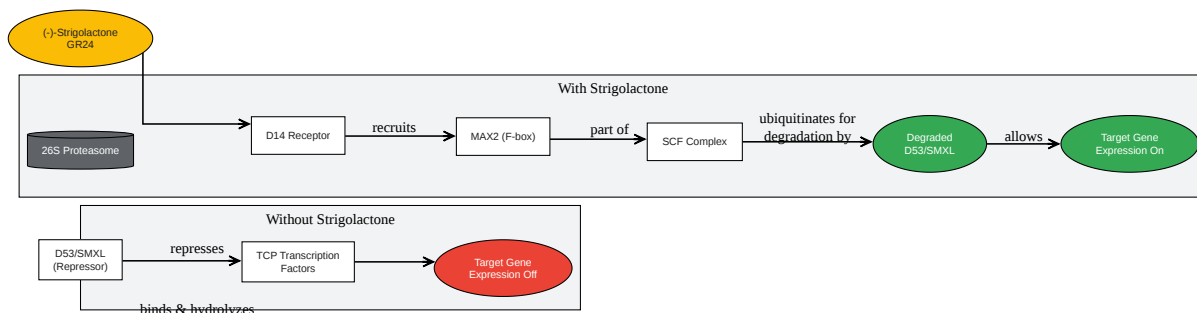 (-)-Strigolactone
GR24
With Strigolactone
26S Proteasome
D14 Receptor
recruits
MAX2 (F-box)
part of
SCF Complex
ubiquitinates for
degradation by
Degraded
D53/SMXL
allows
Target Gene
Expression On
Without Strigolactone
D53/SMXL
(Repressor)
represses
TCP Transcription
Factors
Target Gene
Expression Off
binds & hydrolyzes